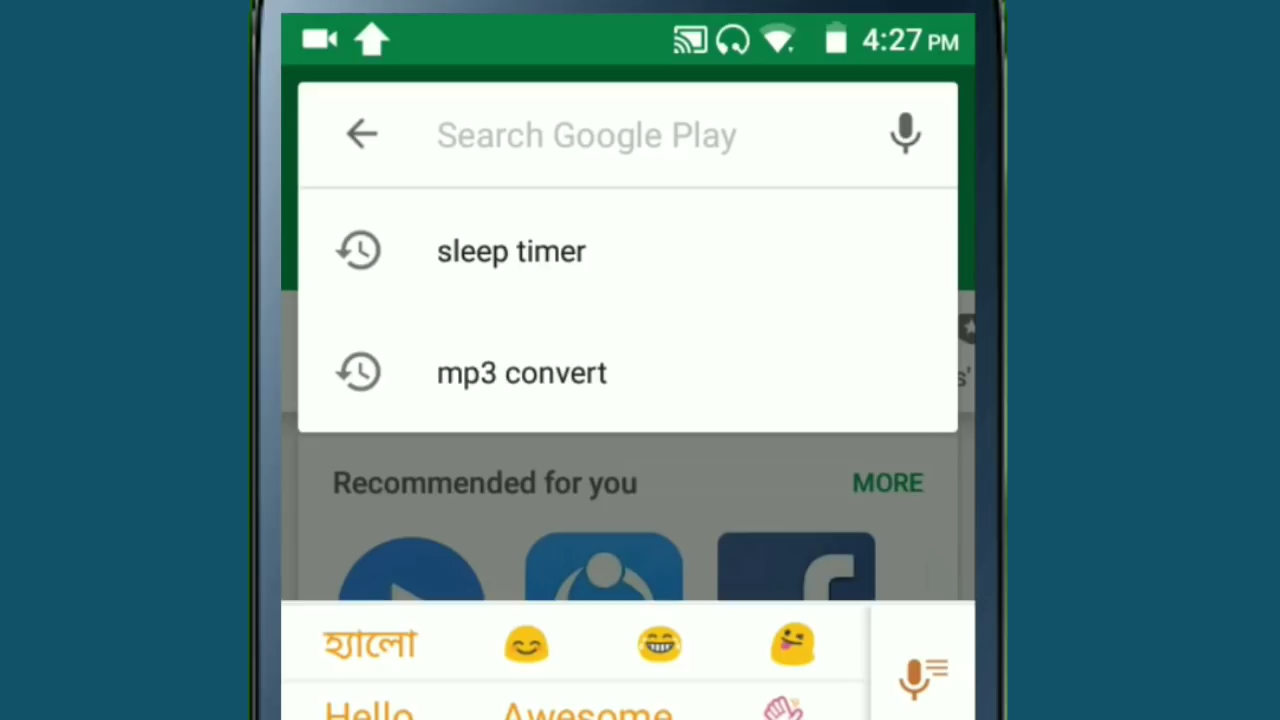 4:27 PM
Search Google Play
sleep timer
mp3 convert
s'
Recommended for you MORE
হ্যালো
Hello Awesome